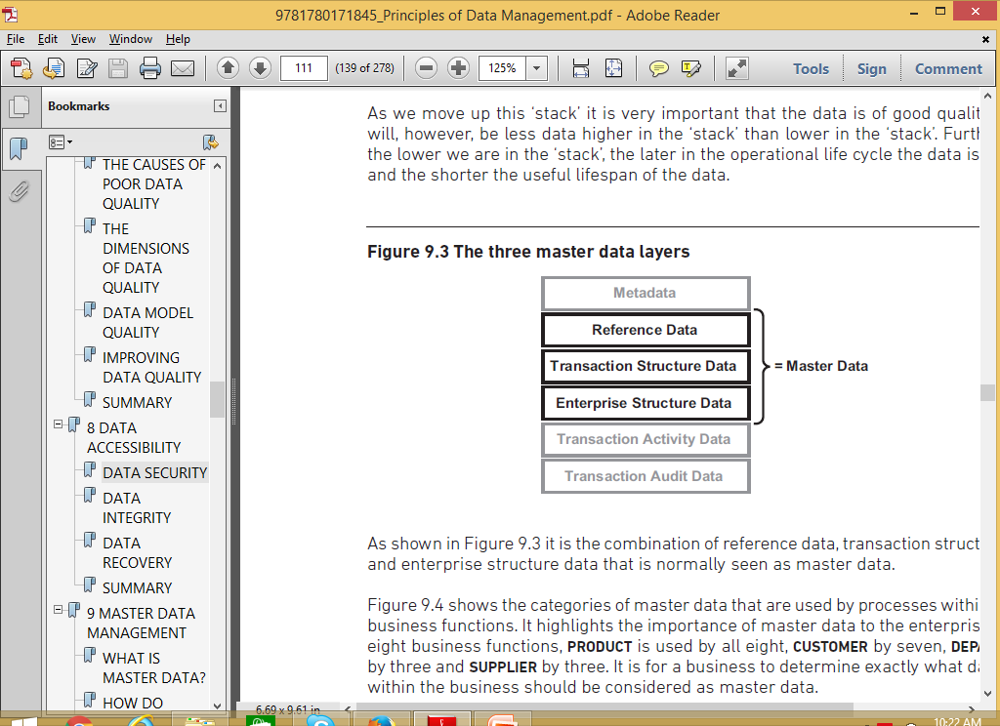 9781780171845_Principles of Data Management.pdf - Adobe Reader
File Edit View Window Help
111 (139 of 278) 125% Tools Sign Comment
Bookmarks
THE CAUSES OF
POOR DATA
QUALITY
THE
DIMENSIONS
OF DATA
QUALITY
DATA MODEL
QUALITY
IMPROVING
DATA QUALITY
SUMMARY
8 DATA
ACCESSIBILITY
DATA SECURITY
DATA
INTEGRITY
DATA
RECOVERY
SUMMARY
9 MASTER DATA
MANAGEMENT
WHAT IS
MASTER DATA?
HOW DO
As we move up this ‘stack’ it is very important that the data is of good qualit
will, however, be less data higher in the ‘stack’ than lower in the ‘stack’. Furth
the lower we are in the ‘stack’, the later in the operational life cycle the data is
and the shorter the useful lifespan of the data.
Figure 9.3 The three master data layers
Metadata
Reference Data
Transaction Structure Data
= Master Data
Enterprise Structure Data
Transaction Activity Data
Transaction Audit Data
As shown in Figure 9.3 it is the combination of reference data, transaction struct
and enterprise structure data that is normally seen as master data.
Figure 9.4 shows the categories of master data that are used by processes withi
business functions. It highlights the importance of master data to the enterpris
eight business functions, PRODUCT is used by all eight, CUSTOMER by seven, DEPA
by three and SUPPLIER by three. It is for a business to determine exactly what da
within the business should be considered as master data.
6.69 x 9.61 in
10:22 AM